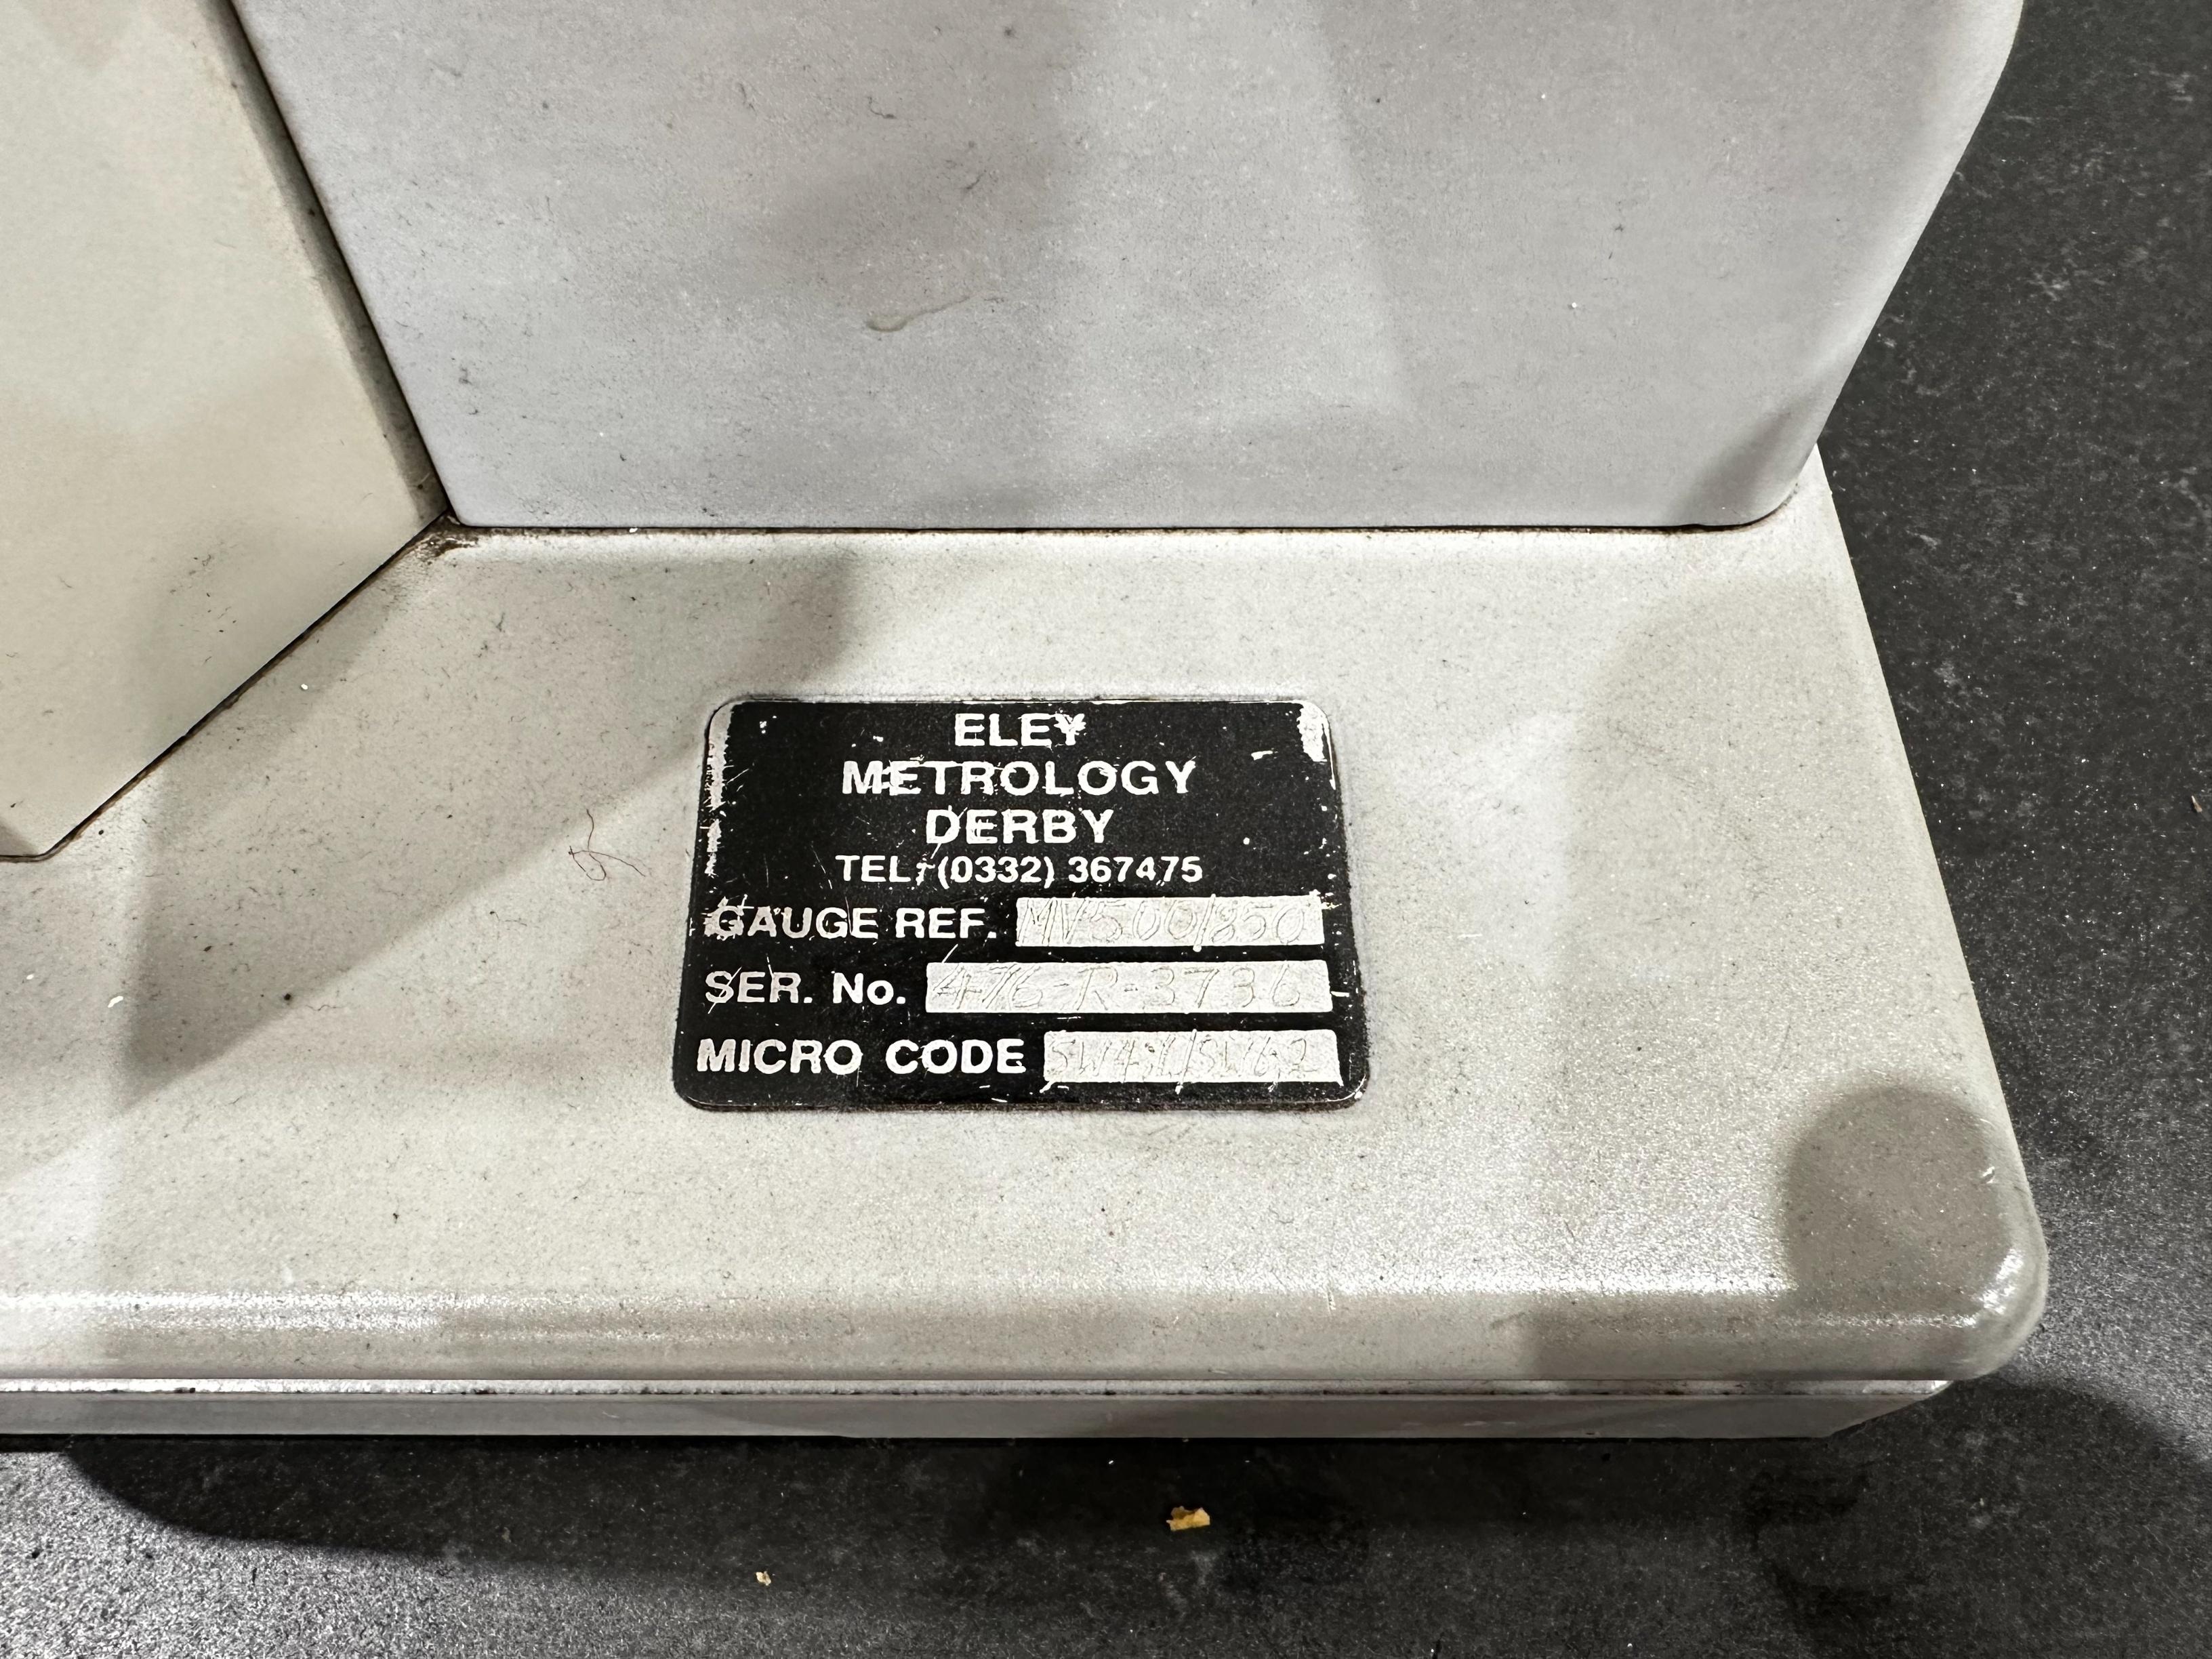 ELEY
METROLOGY
DERBY
TEL:-(0332) 367475
GAUGE REF. MV500/850
SER. No. 476-R-3736
MICRO CODE